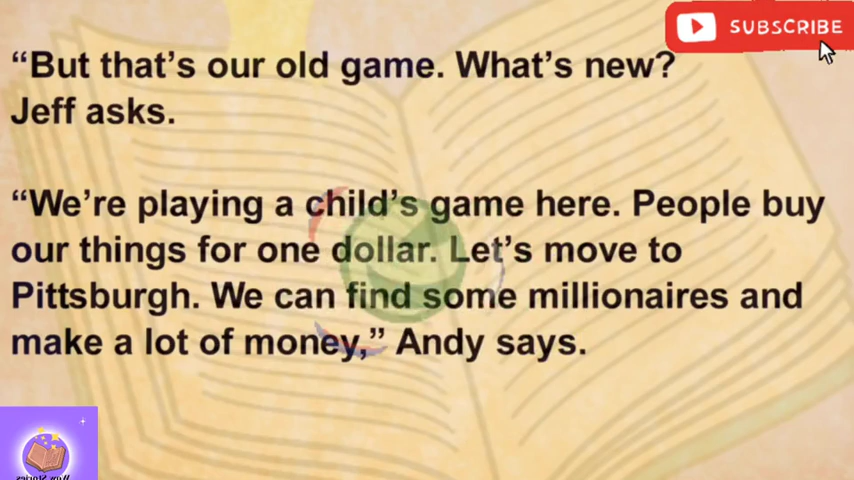 SUBSCRIBE
“But that’s our old game. What’s new?
Jeff asks.
“We’re playing a child’s game here. People buy
our things for one dollar. Let’s move to
Pittsburgh. We can find some millionaires and
make a lot of money,” Andy says.